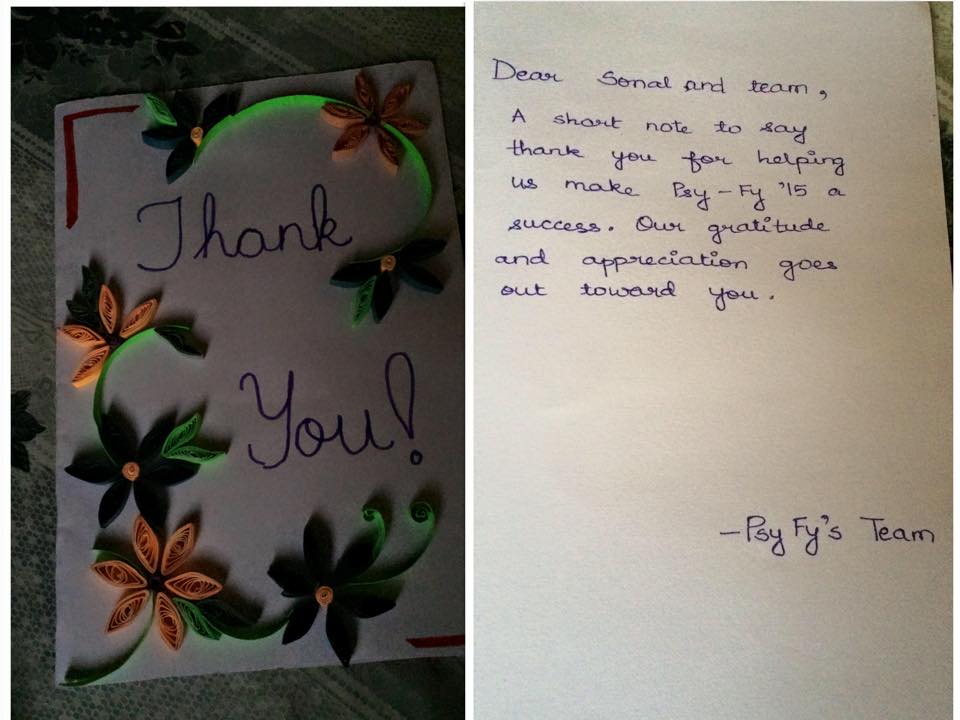 Thank
You!
Dear Sonal and team,
A short note to say
thank you for helping
us make Psy-Fy '15 a
success. Our gratitude
and appreciation goes
out toward you.
-Psy Fy's Team